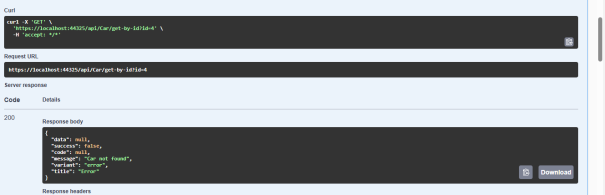 Curl
curl -X 'GET' \
'https://localhost:44325/api/Car/get-by-id?id=4' \
-H 'accept: */*'
Request URL
https://localhost:44325/api/Car/get-by-id?id=4
Server response
Code Details
200
Response body
{
"data": null,
"success": false,
"code": null,
"message": "Car not found",
"variant": "error",
"title": "Error"
}
Download
Response headers